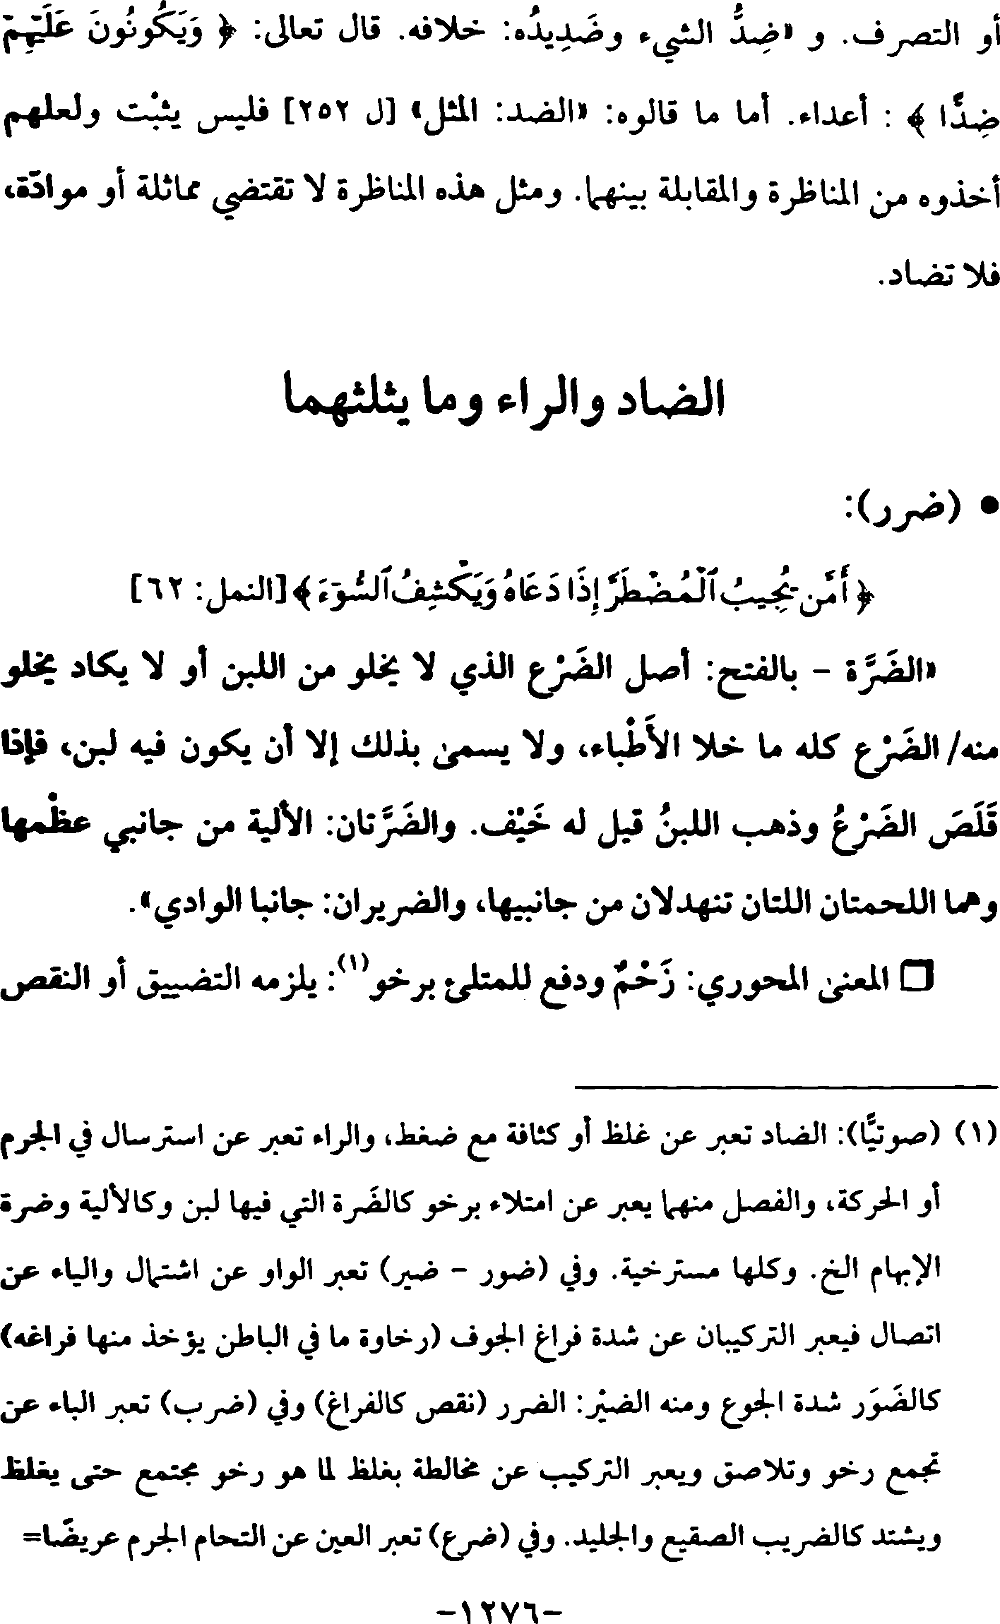 أو التصرف. و «ضِدُّ الشيء وضَدِيدُه: خلافه. قال تعالى: ﴿ وَيَكُونُونَ عَلَيْهِمْ
ضِدًّا ﴾ : أعداء. أما ما قالوه: «الضد: المثل» [ل ٢٥٢] فليس يثبُت ولعلهم
أخذوه من المناظرة والمقابلة بينهما. ومثل هذه المناظرة لا تقتضي مماثلة أو موادّة،
فلا تضاد.
الضاد والراء وما يثلثهما
• (ضرر):
﴿ أَمَّن يُجِيبُ ٱلْمُضْطَرَّ إِذَا دَعَاهُ وَيَكْشِفُ ٱلسُّوٓءَ ﴾ [النمل: ٦٢]
«الضَرَّة – بالفتح: أصل الضَرْع الذي لا يخلو من اللبن أو لا يكاد يخلو
منه/ الضَرْع كله ما خلا الأَطْباء، ولا يسمى بذلك إلا أن يكون فيه لبن، فإذا
قَلَصَ الضَرْعُ وذهب اللبنُ قيل له خَيْف. والضَرَّتان: الألية من جانبي عظْمها
وهما اللحمتان اللتان تنهدلان من جانبيها، والضريران: جانبا الوادي».
□ المعنى المحوري: زَحْمٌ ودفع للممتلئ برخو(١): يلزمه التضييق أو النقص
(١) (صوتيًّا): الضاد تعبر عن غلظ أو كثافة مع ضغط، والراء تعبر عن استرسال في الجرم
أو الحركة، والفصل منهما يعبر عن امتلاء برخو كالضَرة التي فيها لبن وكالألية وضرة
الإبهام الخ. وكلها مسترخية. وفي (ضور – ضير) تعبر الواو عن اشتمال والياء عن
اتصال فيعبر التركيبان عن شدة فراغ الجوف (رخاوة ما في الباطن يؤخذ منها فراغه)
كالضَوَر شدة الجوع ومنه الضيْر: الضرر (نقص كالفراغ) وفي (ضرب) تعبر الباء عن
تجمع رخو وتلاصق ويعبر التركيب عن مخالطة بغلظ لما هو رخو مجتمع حتى يغلظ
ويشتد كالضريب الصقيع والجليد. وفي (ضرع) تعبر العين عن التحام الجرم عريضًا=
-١٢٧٦-